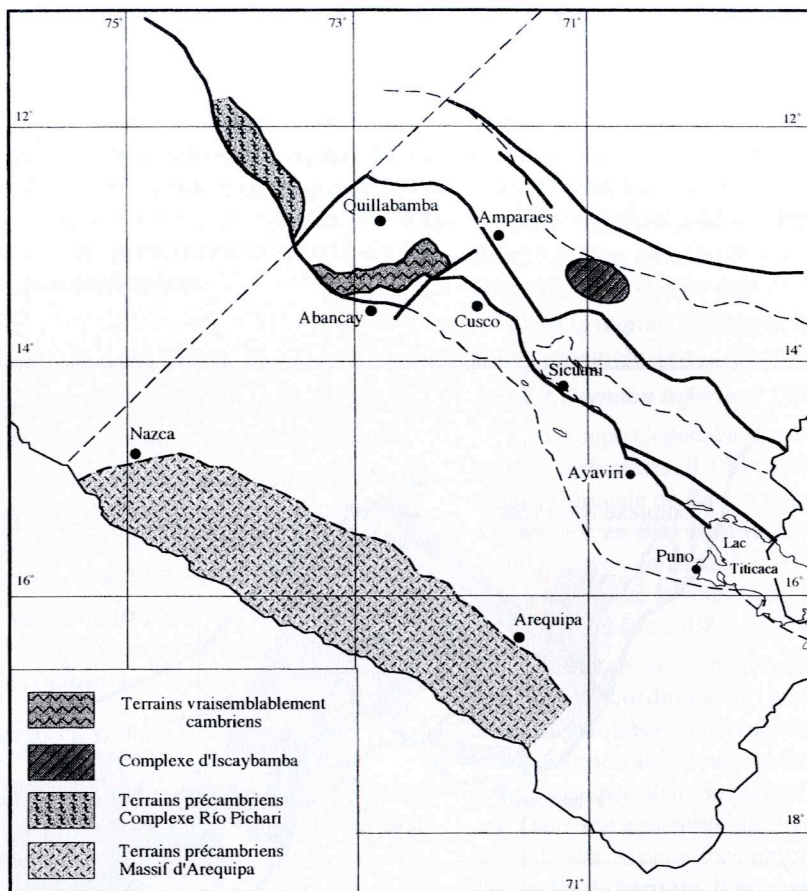 75°
73°
71°
12°
12°
Quillabamba
Amparaes
Abancay
Cusco
14°
14°
Sicuani
Nazca
Ayaviri
Lac
Puno
Titicaca
16°
16°
Arequipa
Terrains vraisemblablement
cambriens
Complexe d'Iscaybamba
Terrains précambriens
Complexe Río Pichari
18°
Terrains précambriens
Massif d'Arequipa
71°